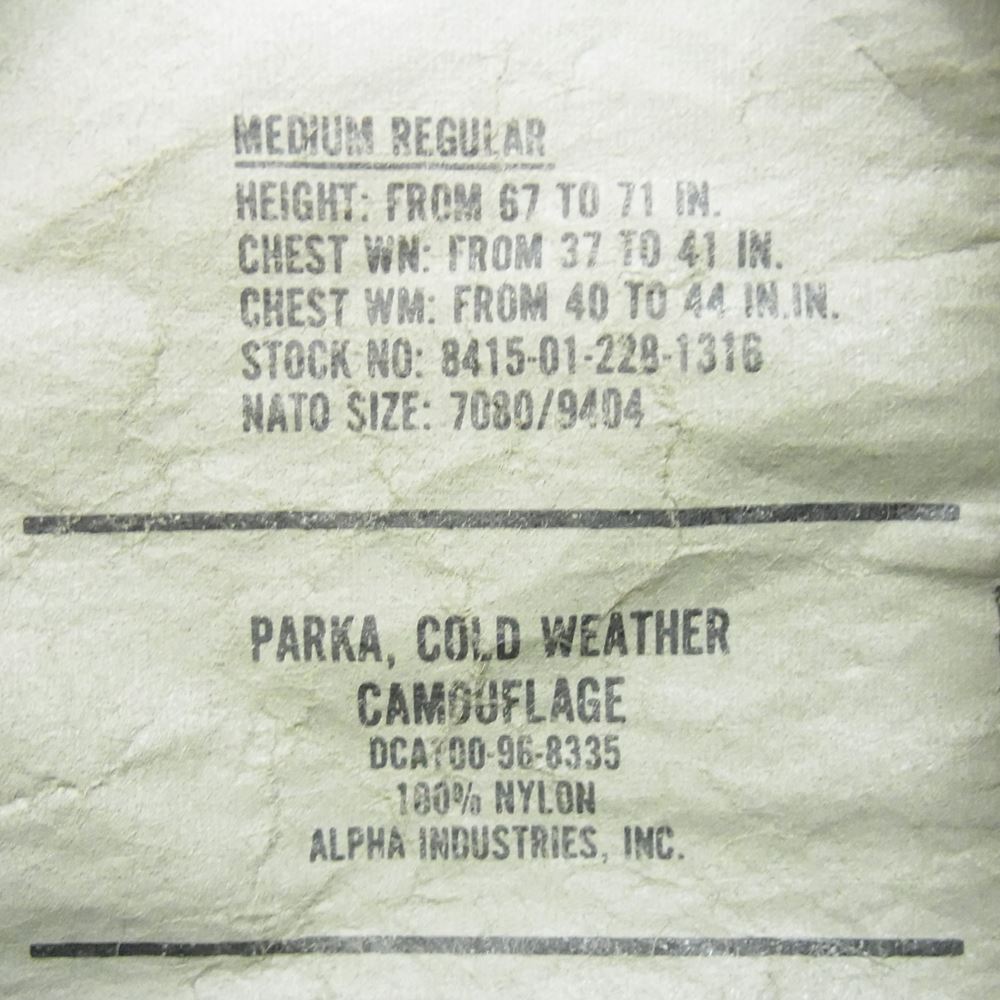 MEDIUM REGULAR
HEIGHT: FROM 67 TO 71 IN.
CHEST WN: FROM 37 TO 41 IN.
CHEST WM: FROM 40 TO 44 IN.IN.
STOCK NO: 8415-01-228-1316
NATO SIZE: 7080/9404
PARKA, COLD WEATHER
CAMOUFLAGE
DCA100-96-8335
100% NYLON
ALPHA INDUSTRIES, INC.